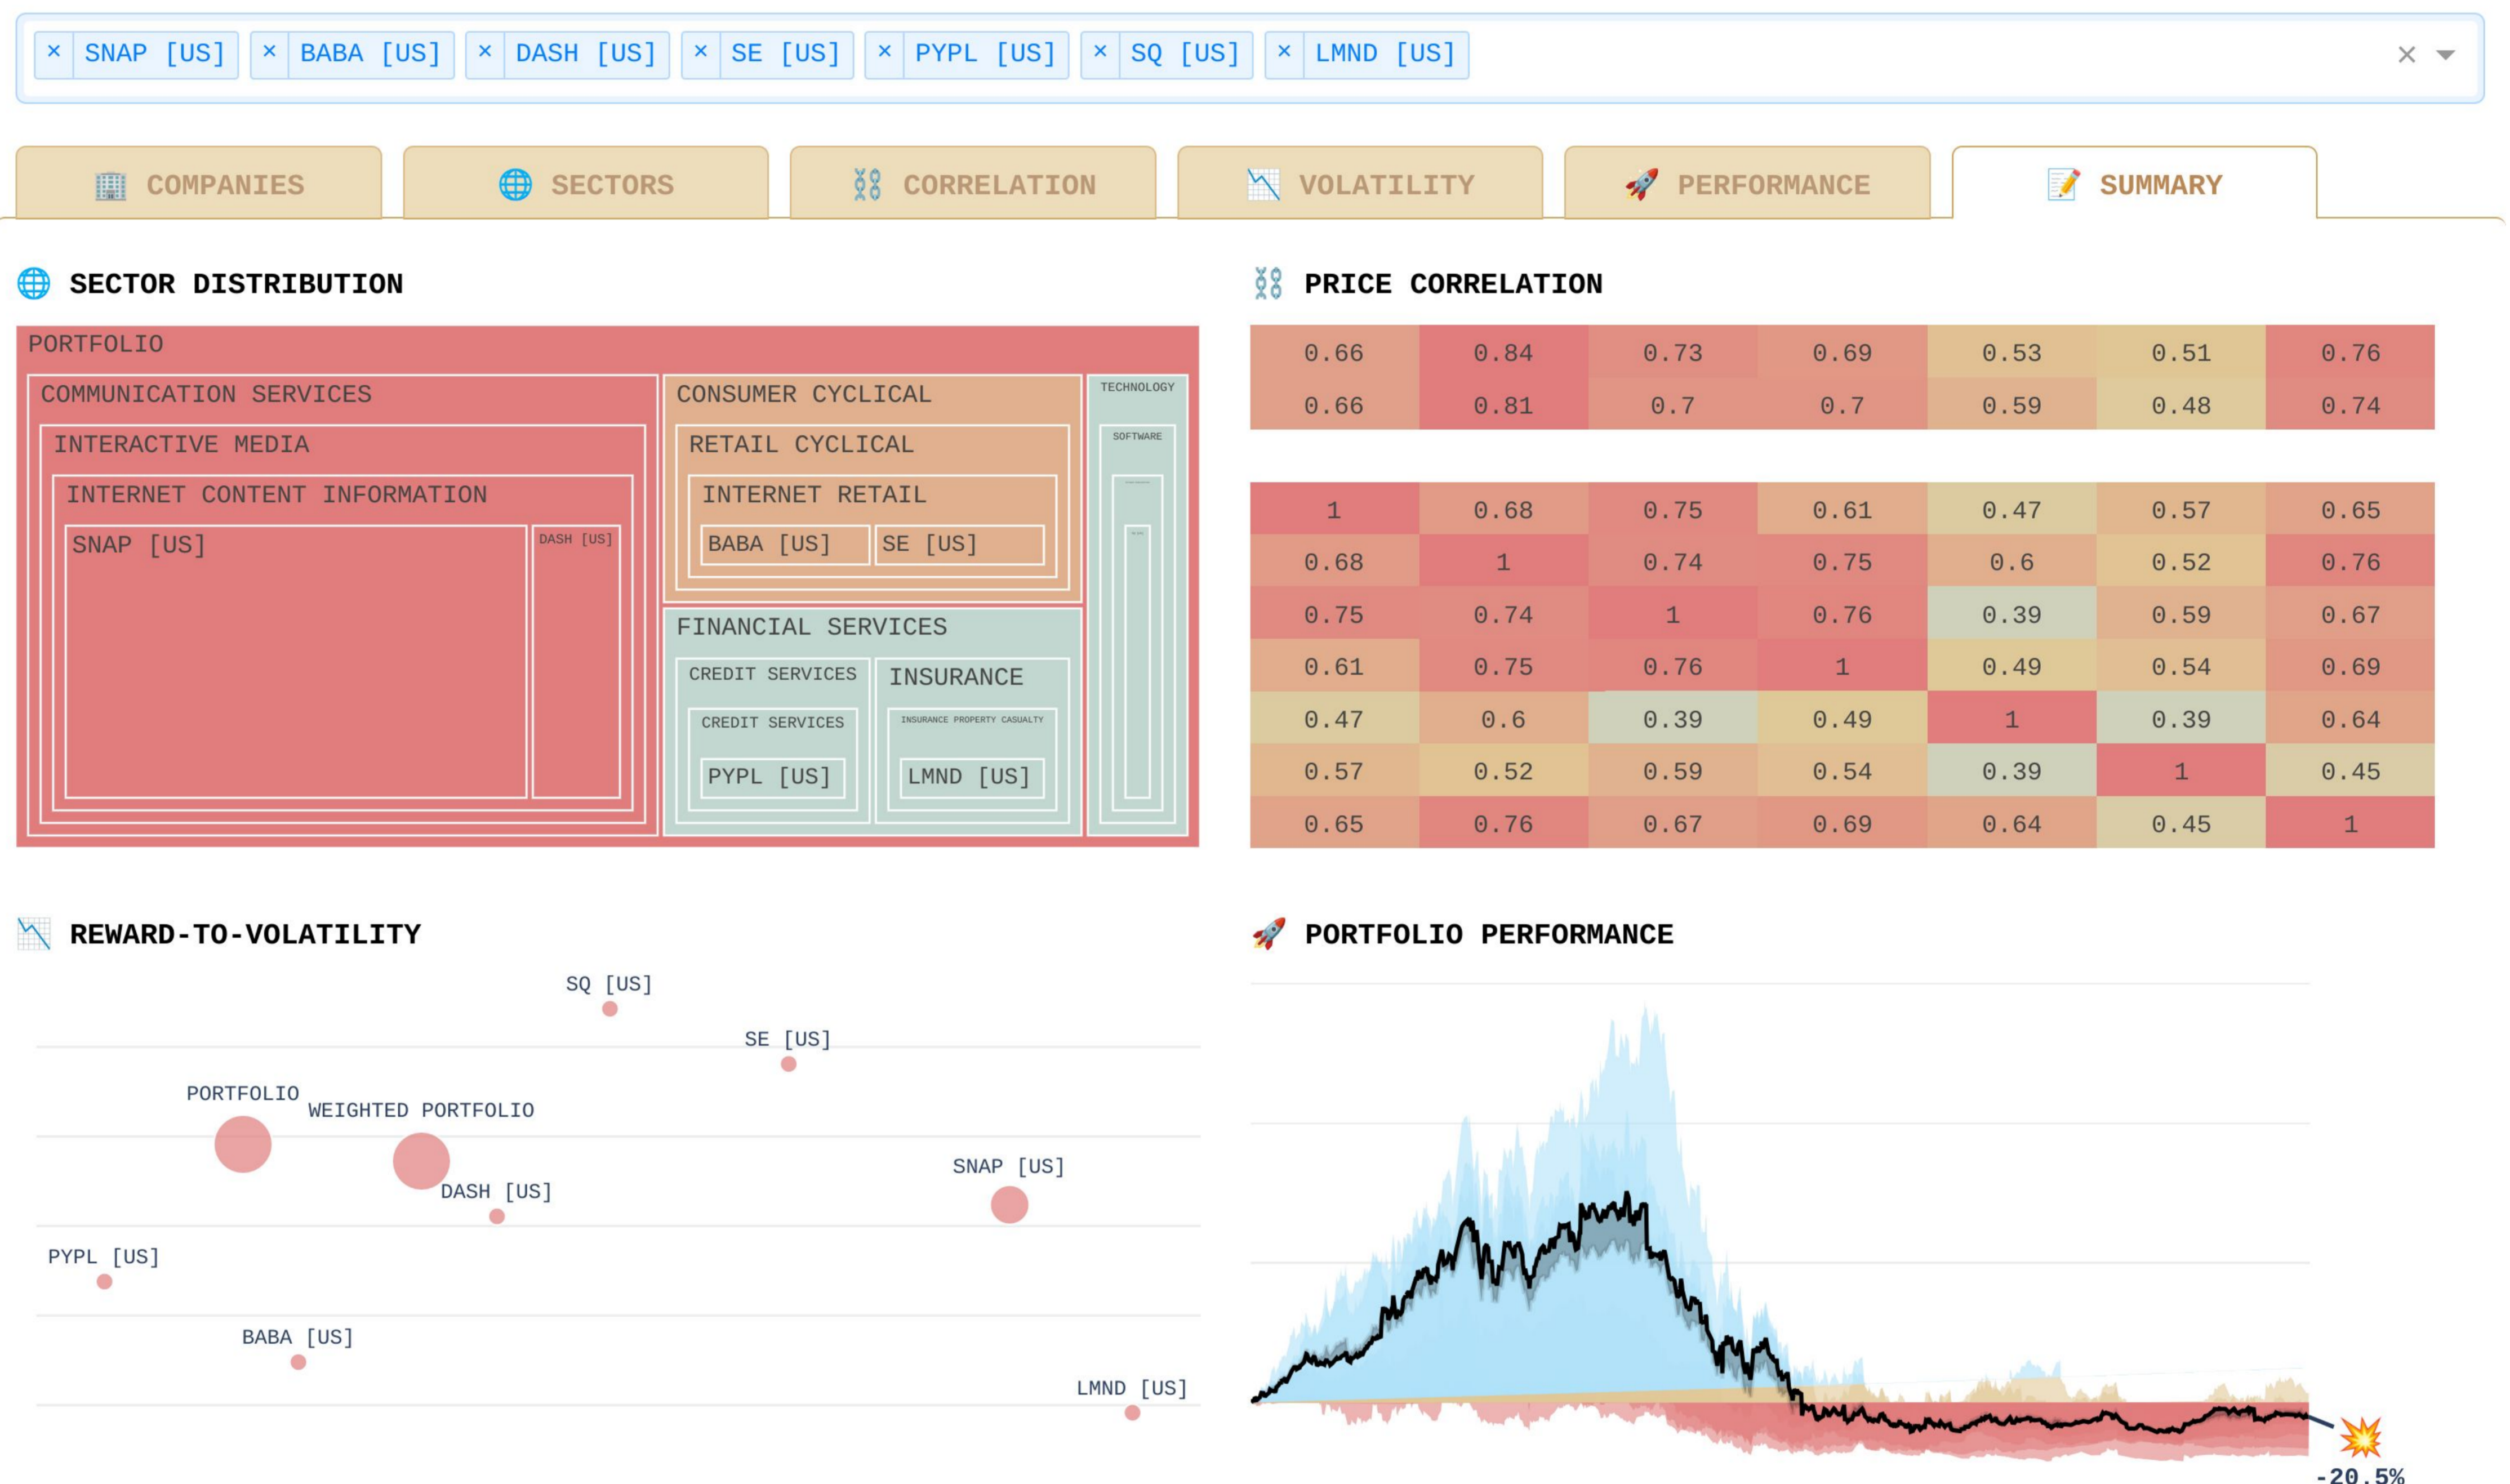 × SNAP [US] × BABA [US] × DASH [US] × SE [US] × PYPL [US] × SQ [US] × LMND [US] ×
COMPANIES SECTORS CORRELATION VOLATILITY PERFORMANCE SUMMARY
SECTOR DISTRIBUTION
PORTFOLIO
COMMUNICATION SERVICES
INTERACTIVE MEDIA
INTERNET CONTENT INFORMATION
SNAP [US]
DASH [US]
CONSUMER CYCLICAL
RETAIL CYCLICAL
INTERNET RETAIL
BABA [US]
SE [US]
FINANCIAL SERVICES
CREDIT SERVICES
CREDIT SERVICES
PYPL [US]
INSURANCE
INSURANCE PROPERTY CASUALTY
LMND [US]
TECHNOLOGY
SOFTWARE
PRICE CORRELATION
0.66 0.84 0.73 0.69 0.53 0.51 0.76
0.66 0.81 0.7 0.7 0.59 0.48 0.74
1 0.68 0.75 0.61 0.47 0.57 0.65
0.68 1 0.74 0.75 0.6 0.52 0.76
0.75 0.74 1 0.76 0.39 0.59 0.67
0.61 0.75 0.76 1 0.49 0.54 0.69
0.47 0.6 0.39 0.49 1 0.39 0.64
0.57 0.52 0.59 0.54 0.39 1 0.45
0.65 0.76 0.67 0.69 0.64 0.45 1
REWARD-TO-VOLATILITY
SQ [US]
SE [US]
PORTFOLIO
WEIGHTED PORTFOLIO
SNAP [US]
DASH [US]
PYPL [US]
BABA [US]
LMND [US]
PORTFOLIO PERFORMANCE
-20.5%